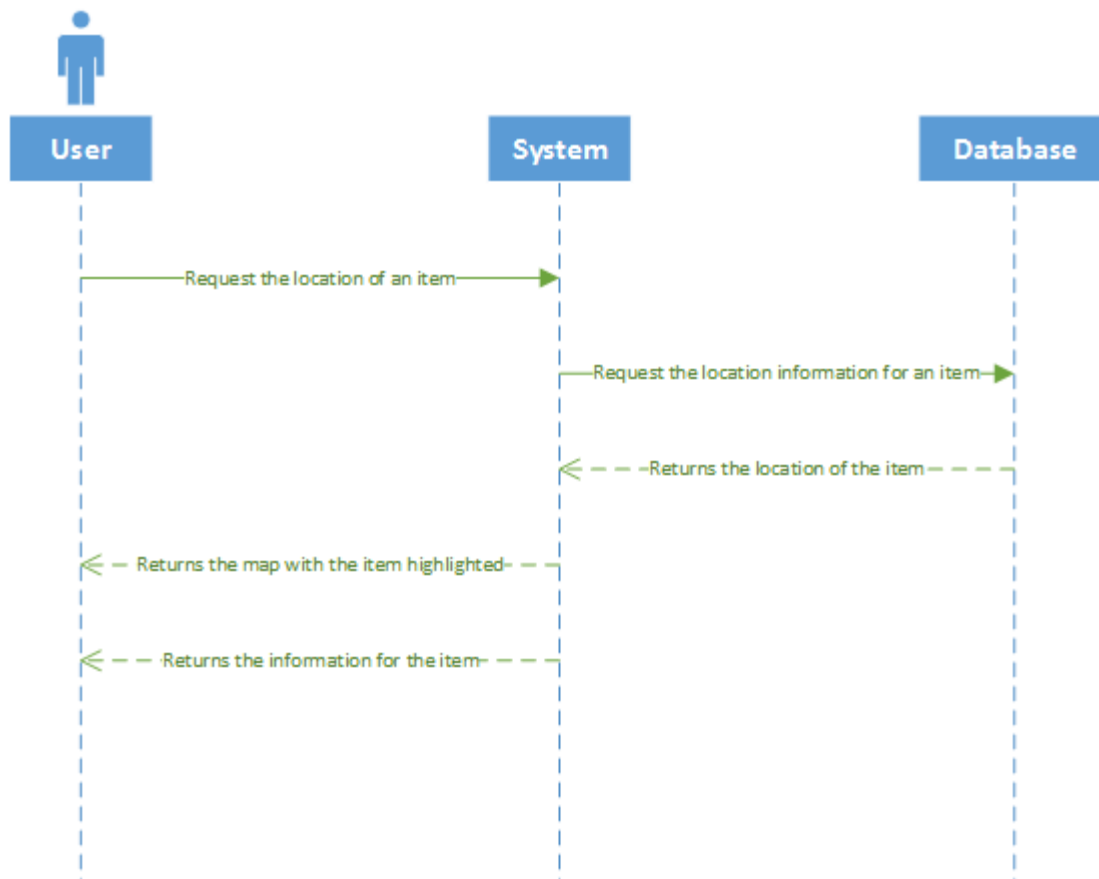 User
System
Database
Request the location of an item
Request the location information for an item
Returns the location of the item
Returns the map with the item highlighted
Returns the information for the item